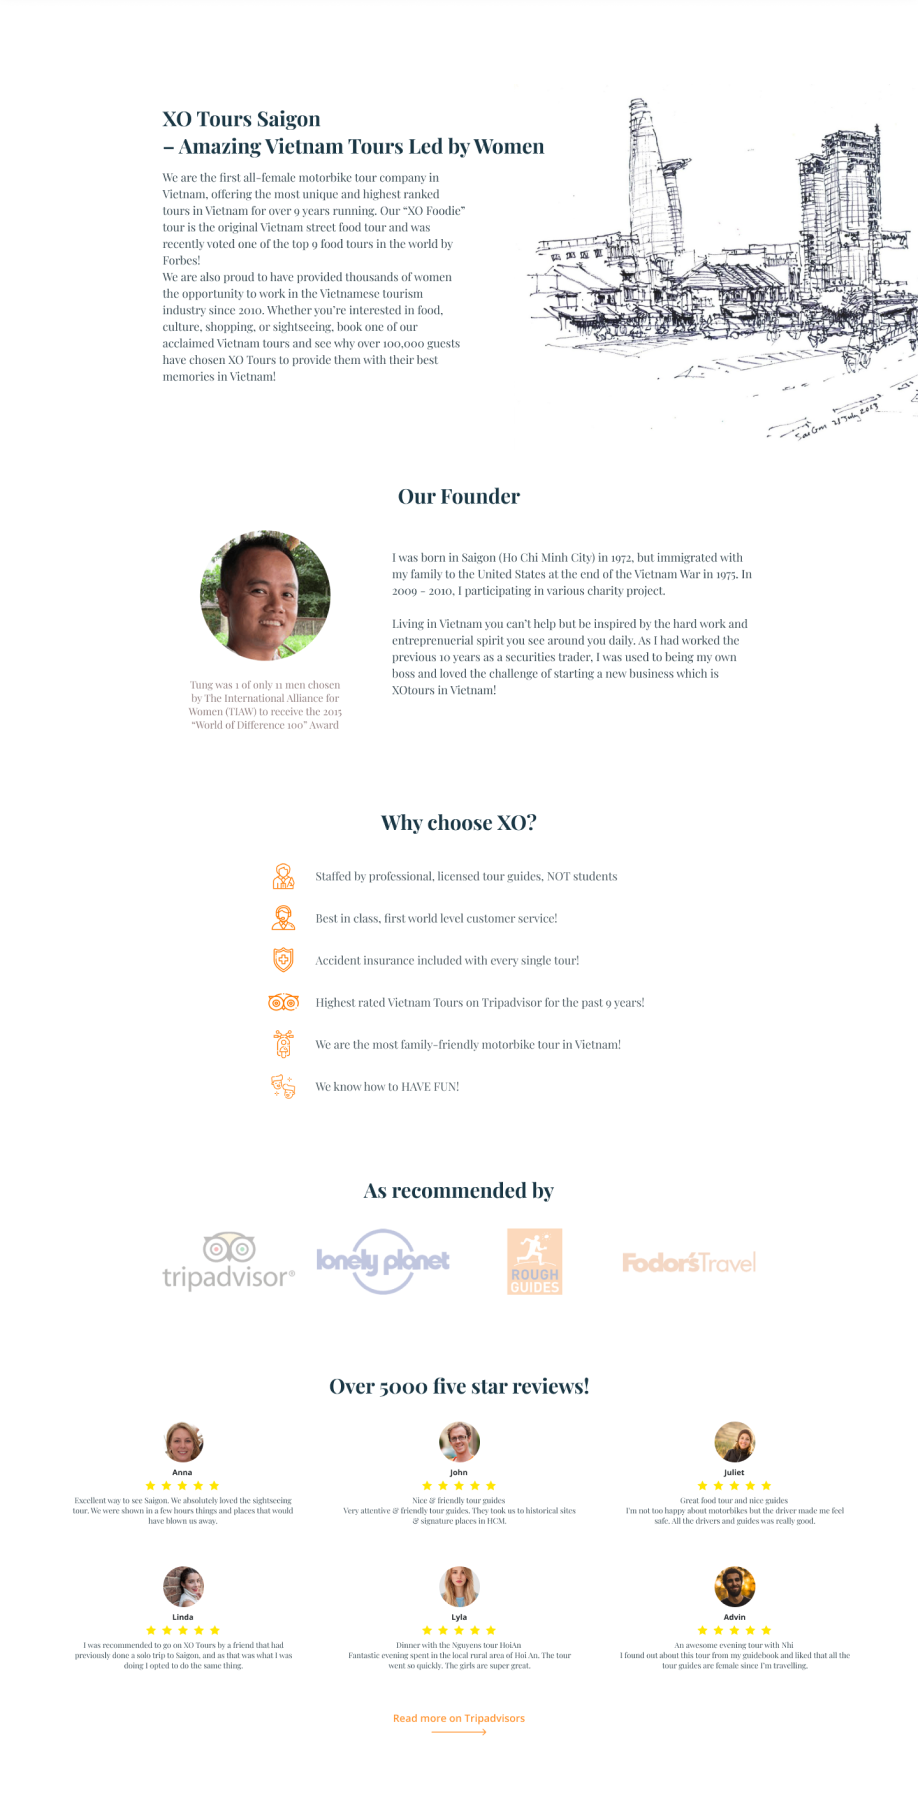 XO Tours Saigon
– Amazing Vietnam Tours Led by Women
We are the first all-female motorbike tour company in
Vietnam, offering the most unique and highest ranked
tours in Vietnam for over 9 years running. Our “XO Foodie”
tour is the original Vietnam street food tour and was
recently voted one of the top 9 food tours in the world by
Forbes!
We are also proud to have provided thousands of women
the opportunity to work in the Vietnamese tourism
industry since 2010. Whether you’re interested in food,
culture, shopping, or sightseeing, book one of our
acclaimed Vietnam tours and see why over 100,000 guests
have chosen XO Tours to provide them with their best
memories in Vietnam!
SaiGon 21 July 2013
Our Founder
I was born in Saigon (Ho Chi Minh City) in 1972, but immigrated with
my family to the United States at the end of the Vietnam War in 1975. In
2009 - 2010, I participating in various charity project.
Living in Vietnam you can’t help but be inspired by the hard work and
entreprenuerial spirit you see around you daily. As I had worked the
previous 10 years as a securities trader, I was used to being my own
boss and loved the challenge of starting a new business which is
XOtours in Vietnam!
Tung was 1 of only 11 men chosen
by The International Alliance for
Women (TIAW) to receive the 2015
“World of Difference 100” Award
Why choose XO?
Staffed by professional, licensed tour guides, NOT students
Best in class, first world level customer service!
Accident insurance included with every single tour!
Highest rated Vietnam Tours on Tripadvisor for the past 9 years!
We are the most family-friendly motorbike tour in Vietnam!
We know how to HAVE FUN!
As recommended by
tripadvisor®
lonely planet
ROUGH
GUIDES
Fodor's Travel
Over 5000 five star reviews!
Anna
Excellent way to see Saigon. We absolutely loved the sightseeing
tour. We were shown in a few hours things and places that would
have blown us away.
John
Nice & friendly tour guides
Very attentive & friendly tour guides. They took us to historical sites
& signature places in HCM.
Juliet
Great food tour and nice guides
I'm not too happy about motorbikes but the driver made me feel
safe. All the drivers and guides was really good.
Linda
I was recommended to go on XO Tours by a friend that had
previously done a solo trip to Saigon, and as that was what I was
doing I opted to do the same thing.
Lyla
Dinner with the Nguyens tour HoiAn
Fantastic evening spent in the local rural area of Hoi An. The tour
went so quickly. The girls are super great.
Advin
An awesome evening tour with Nhi
I found out about this tour from my guidebook and liked that all the
tour guides are female since I’m travelling.
Read more on Tripadvisors